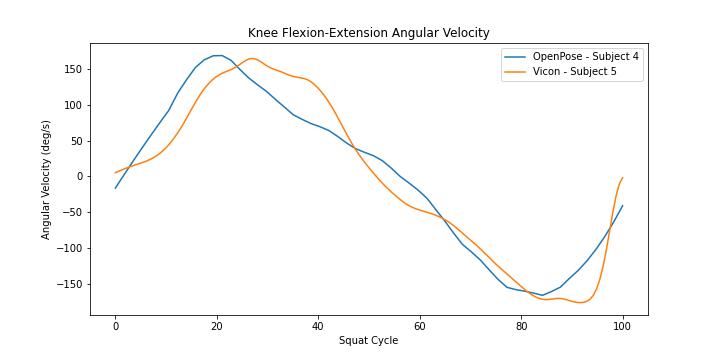 Knee Flexion-Extension Angular Velocity
OpenPose - Subject 4
Vicon - Subject 5
Angular Velocity (deg/s)
150
100
50
0
−50
−100
−150
0 20 40 60 80 100
Squat Cycle